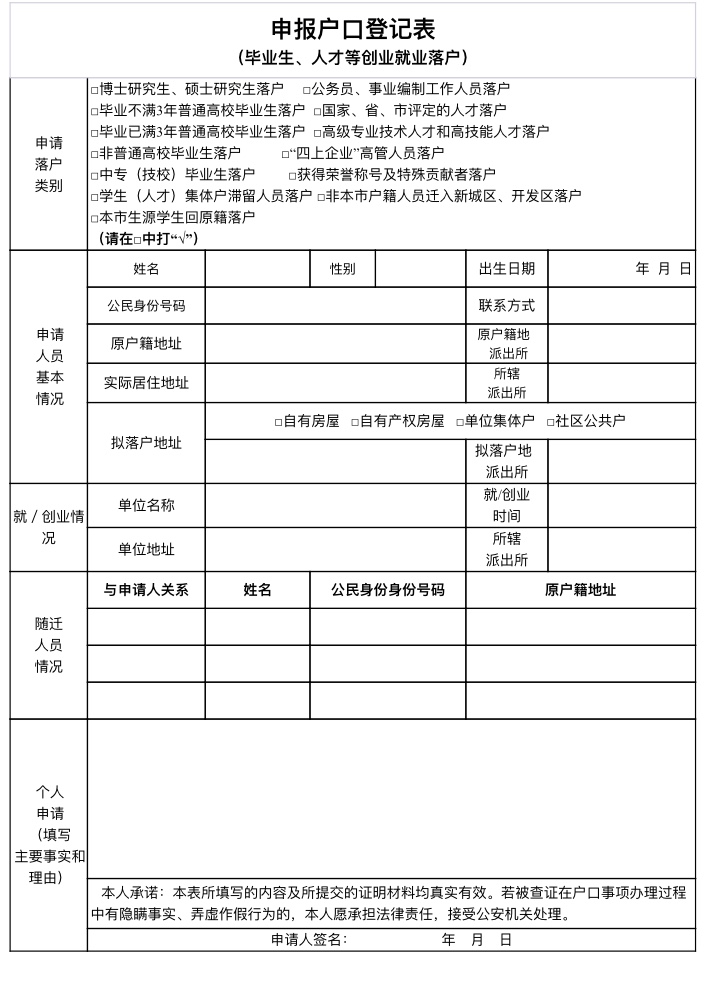 申报户口登记表
（毕业生、人才等创业就业落户）
申请
落户
类别
□博士研究生、硕士研究生落户 □公务员、事业编制工作人员落户
□毕业不满3年普通高校毕业生落户 □国家、省、市评定的人才落户
□毕业已满3年普通高校毕业生落户 □高级专业技术人才和高技能人才落户
□非普通高校毕业生落户 □“四上企业”高管人员落户
□中专（技校）毕业生落户 □获得荣誉称号及特殊贡献者落户
□学生（人才）集体户滞留人员落户 □非本市户籍人员迁入新城区、开发区落户
□本市生源学生回原籍落户
（请在□中打“√”）
申请
人员
基本
情况
姓名 性别 出生日期 年 月 日
公民身份号码 联系方式
原户籍地址 原户籍地
派出所
实际居住地址 所辖
派出所
拟落户地址 □自有房屋 □自有产权房屋 □单位集体户 □社区公共户
拟落户地
派出所
就／创业情
况
单位名称 就/创业
时间
单位地址 所辖
派出所
随迁
人员
情况
与申请人关系 姓名 公民身份身份号码 原户籍地址
个人
申请
（填写
主要事实和
理由）
本人承诺：本表所填写的内容及所提交的证明材料均真实有效。若被查证在户口事项办理过程
中有隐瞒事实、弄虚作假行为的，本人愿承担法律责任，接受公安机关处理。
申请人签名： 年 月 日